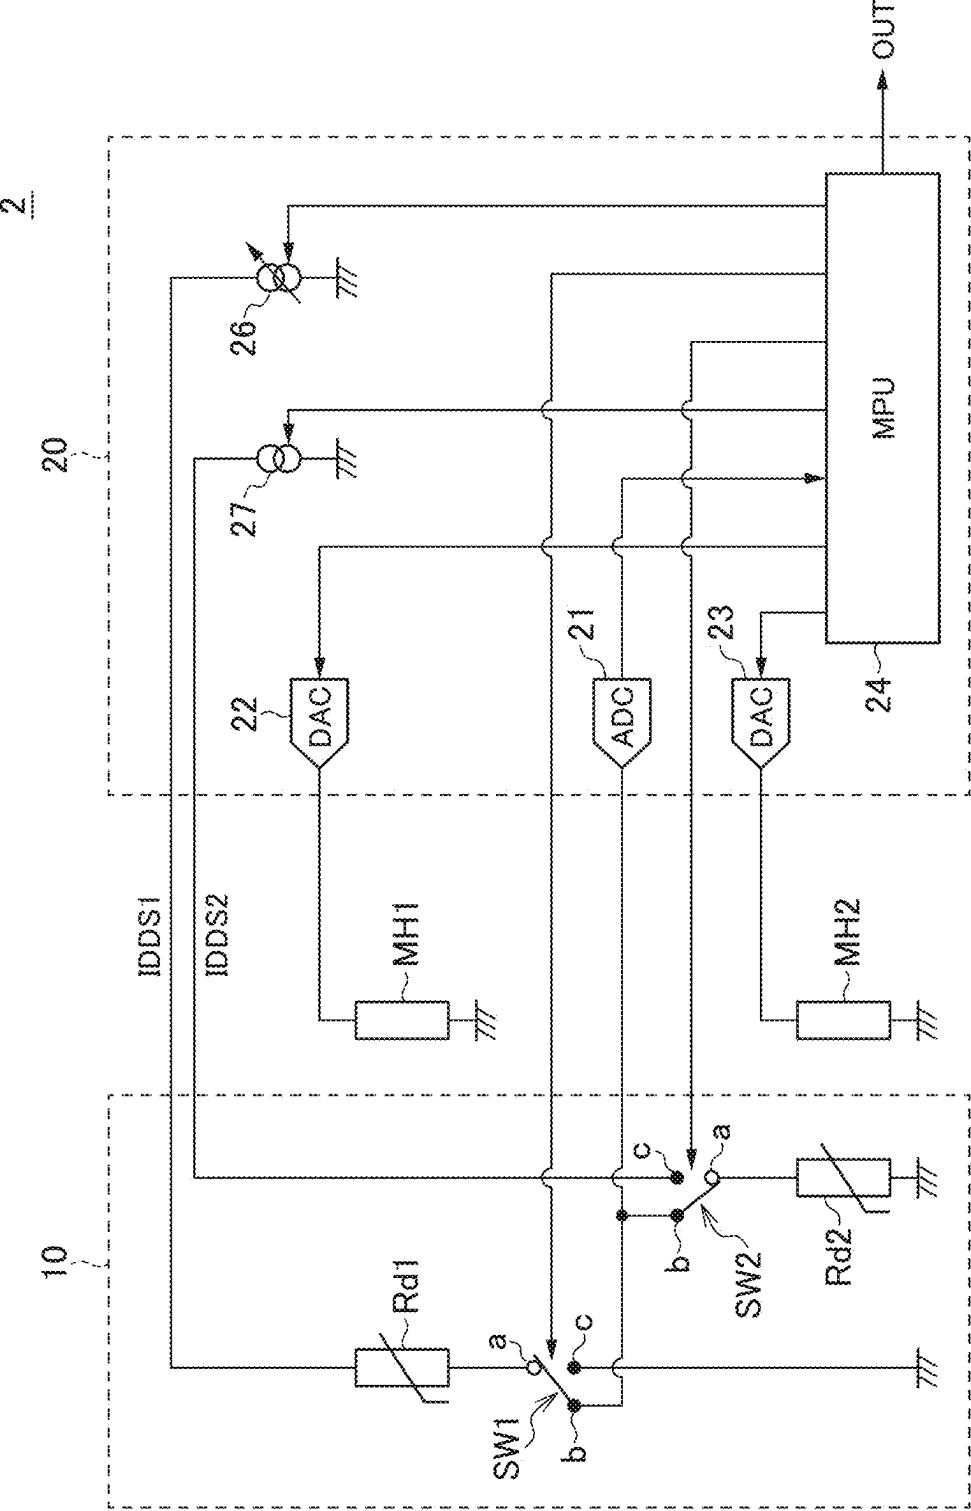 2
10
20
IDDS1
IDDS2
Rd1
MH1
22
DAC
27
26
SW1
a
b
c
b
c
a
SW2
21
ADC
Rd2
MH2
23
DAC
24
MPU
OUT